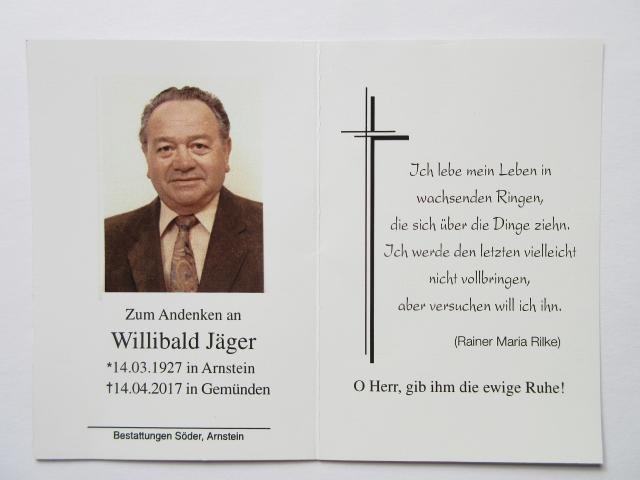 Zum Andenken an
Willibald Jäger
*14.03.1927 in Arnstein
†14.04.2017 in Gemünden
Bestattungen Söder, Arnstein
Ich lebe mein Leben in
wachsenden Ringen,
die sich über die Dinge ziehn.
Ich werde den letzten vielleicht
nicht vollbringen,
aber versuchen will ich ihn.
(Rainer Maria Rilke)
O Herr, gib ihm die ewige Ruhe!